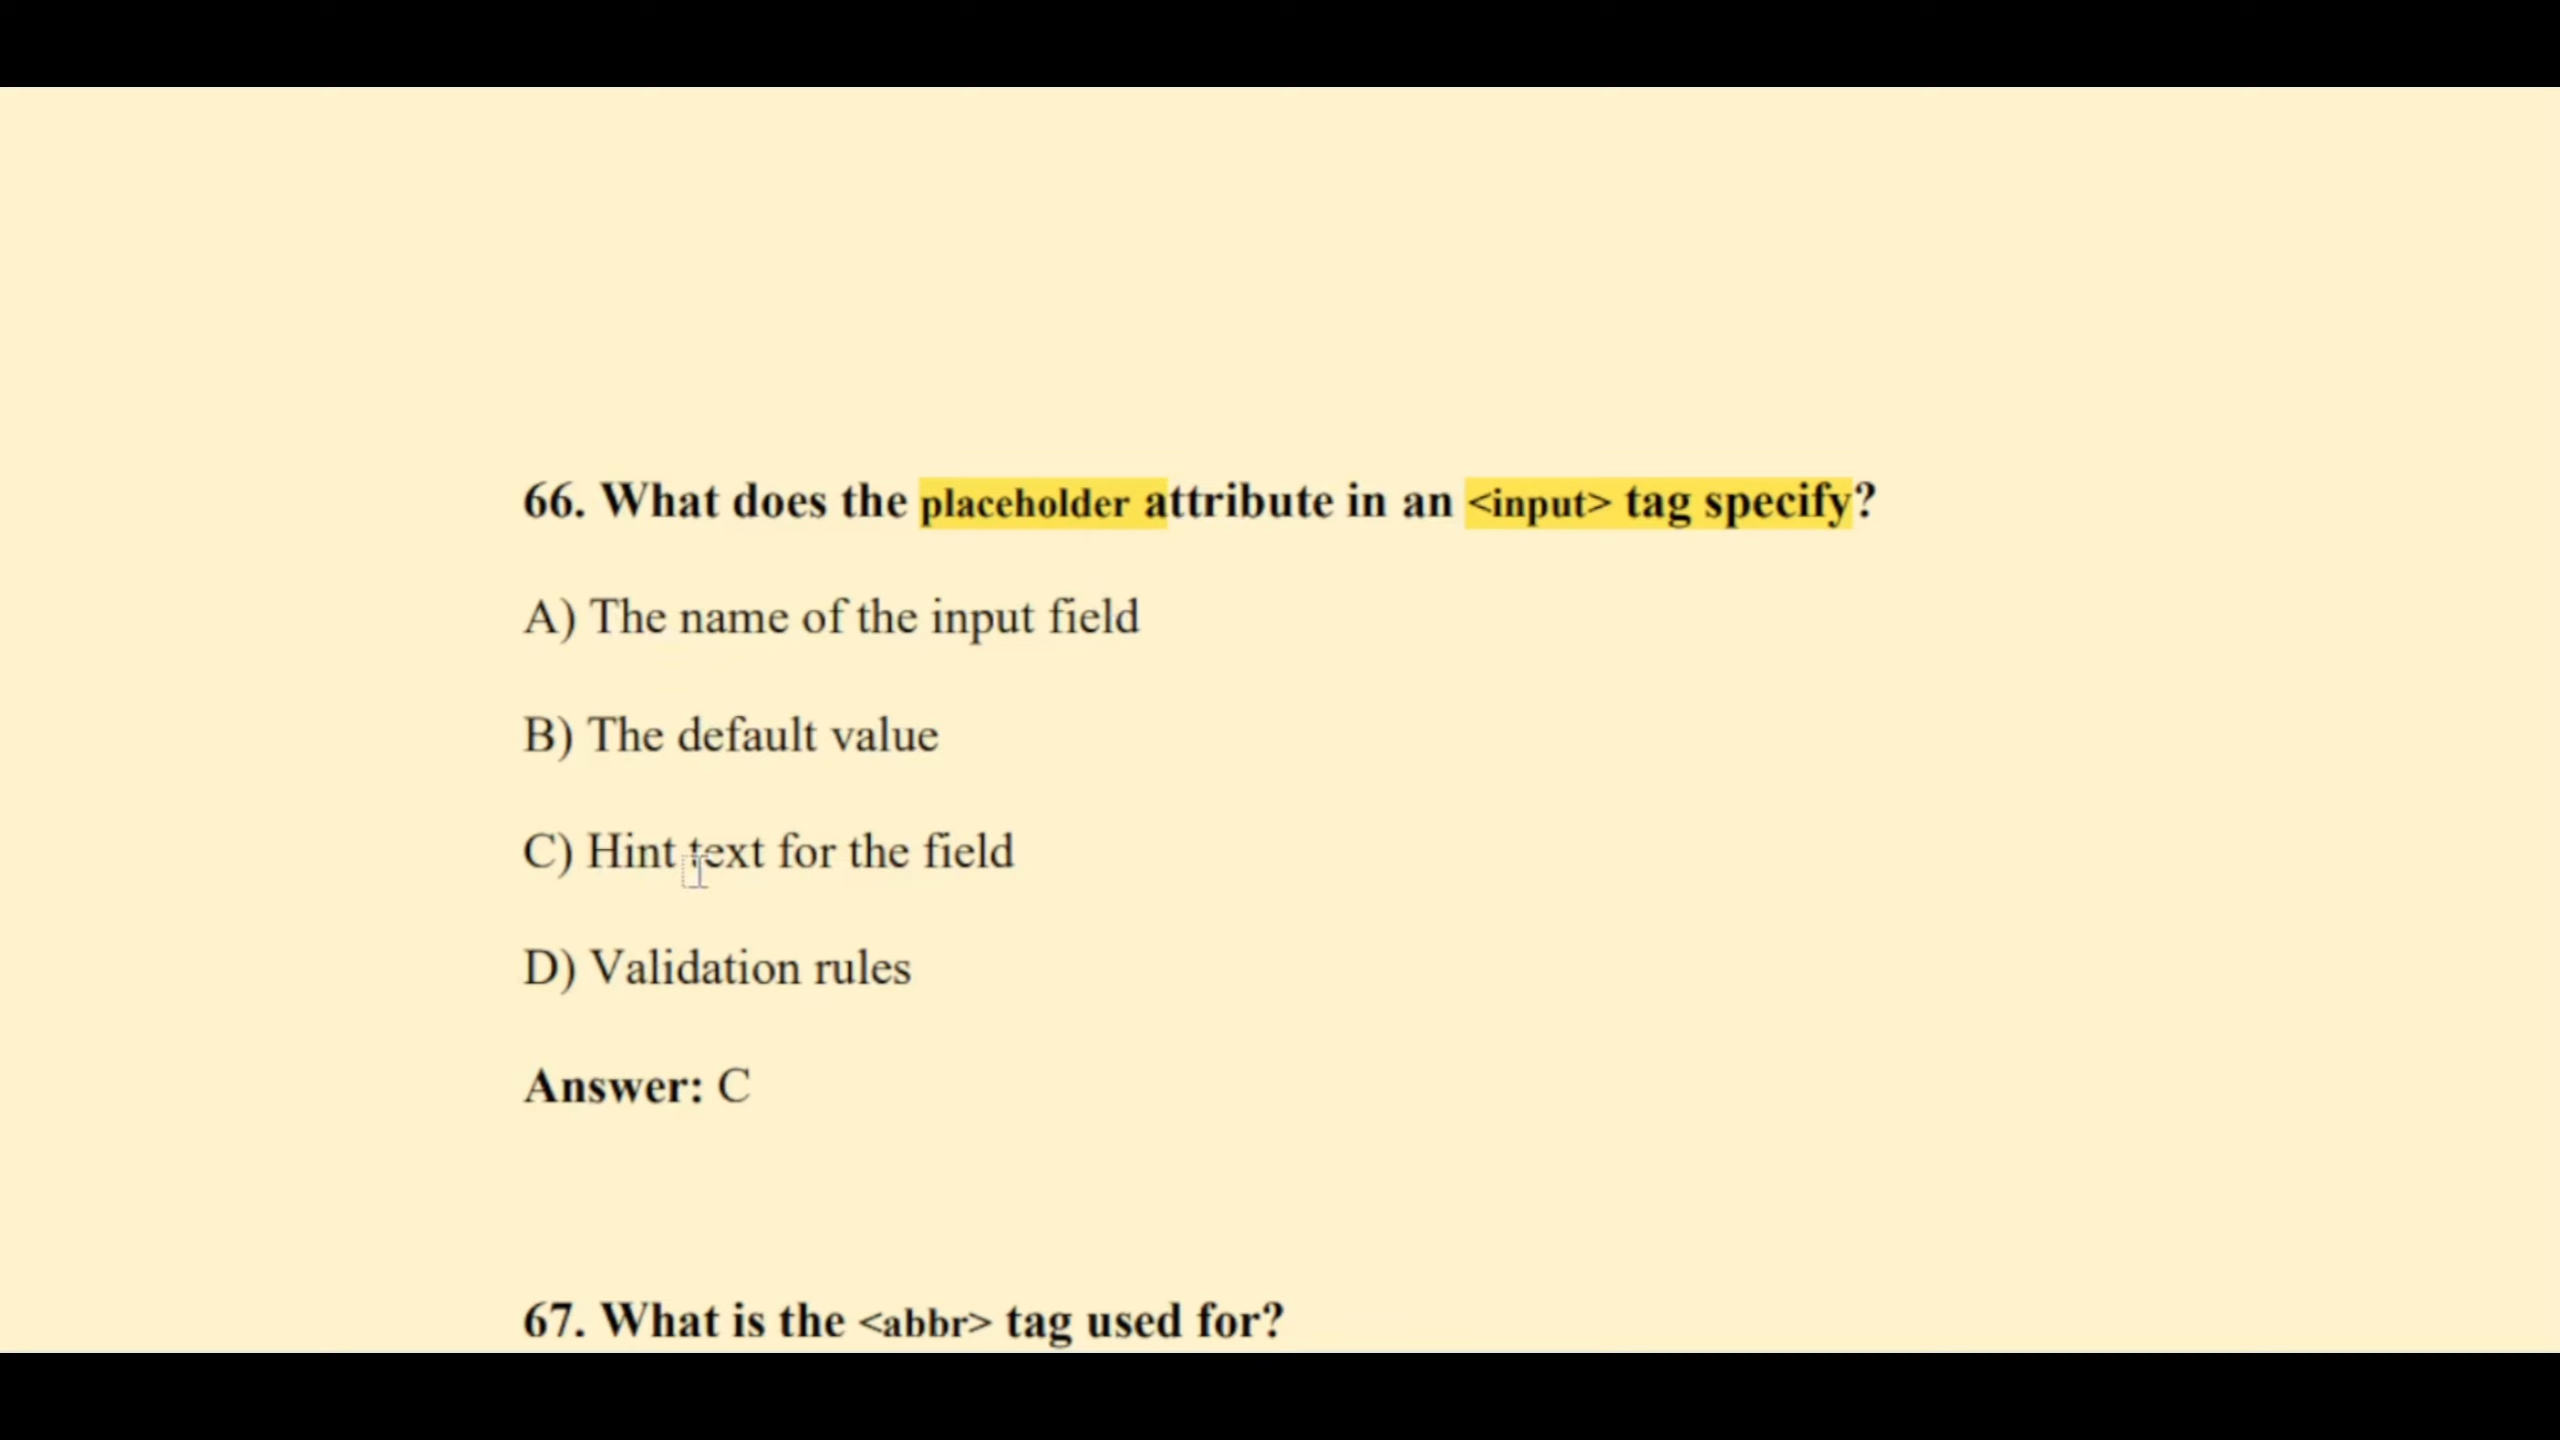 66. What does the placeholder attribute in an <input> tag specify?
A) The name of the input field
B) The default value
C) Hint text for the field
D) Validation rules
Answer: C
67. What is the <abbr> tag used for?